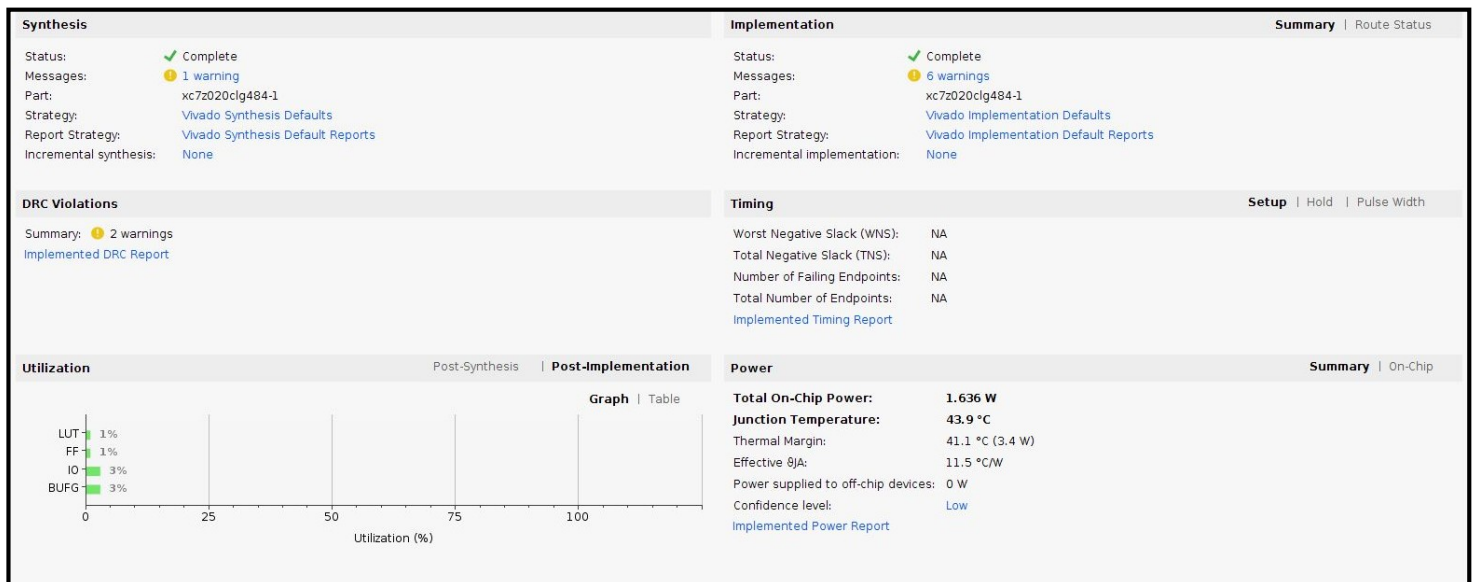 Synthesis
Status: Complete
Messages: 1 warning
Part: xc7z020clg484-1
Strategy: Vivado Synthesis Defaults
Report Strategy: Vivado Synthesis Default Reports
Incremental synthesis: None
Implementation Summary | Route Status
Status: Complete
Messages: 6 warnings
Part: xc7z020clg484-1
Strategy: Vivado Implementation Defaults
Report Strategy: Vivado Implementation Default Reports
Incremental implementation: None
DRC Violations
Summary: 2 warnings
Implemented DRC Report
Timing Setup | Hold | Pulse Width
Worst Negative Slack (WNS): NA
Total Negative Slack (TNS): NA
Number of Failing Endpoints: NA
Total Number of Endpoints: NA
Implemented Timing Report
Utilization Post-Synthesis | Post-Implementation
Graph | Table
LUT 1%
FF 1%
IO 3%
BUFG 3%
0 25 50 75 100
Utilization (%)
Power Summary | On-Chip
Total On-Chip Power: 1.636 W
Junction Temperature: 43.9 °C
Thermal Margin: 41.1 °C (3.4 W)
Effective ϑJA: 11.5 °C/W
Power supplied to off-chip devices: 0 W
Confidence level: Low
Implemented Power Report